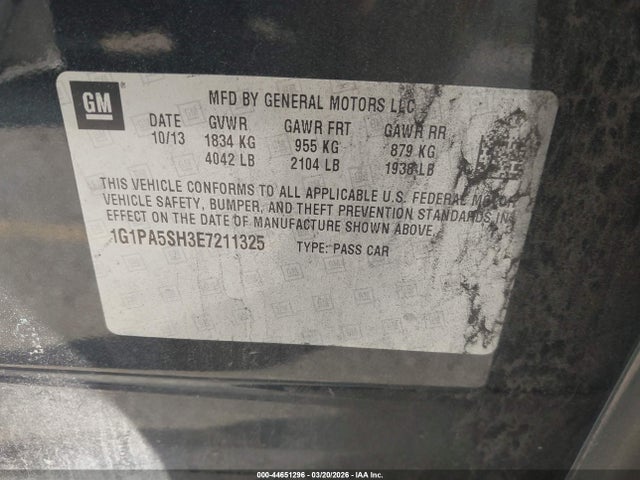 GM
MFD BY GENERAL MOTORS LLC
DATE GVWR GAWR FRT GAWR RR
10/13 1834 KG 955 KG 879 KG
4042 LB 2104 LB 1938 LB
THIS VEHICLE CONFORMS TO ALL APPLICABLE U.S. FEDERAL MOTOR
VEHICLE SAFETY, BUMPER, AND THEFT PREVENTION STANDARDS IN
EFFECT ON THE DATE OF MANUFACTURE SHOWN ABOVE.
1G1PA5SH3E7211325 TYPE: PASS CAR
000-44651296 - 03/20/2026 - IAA Inc.